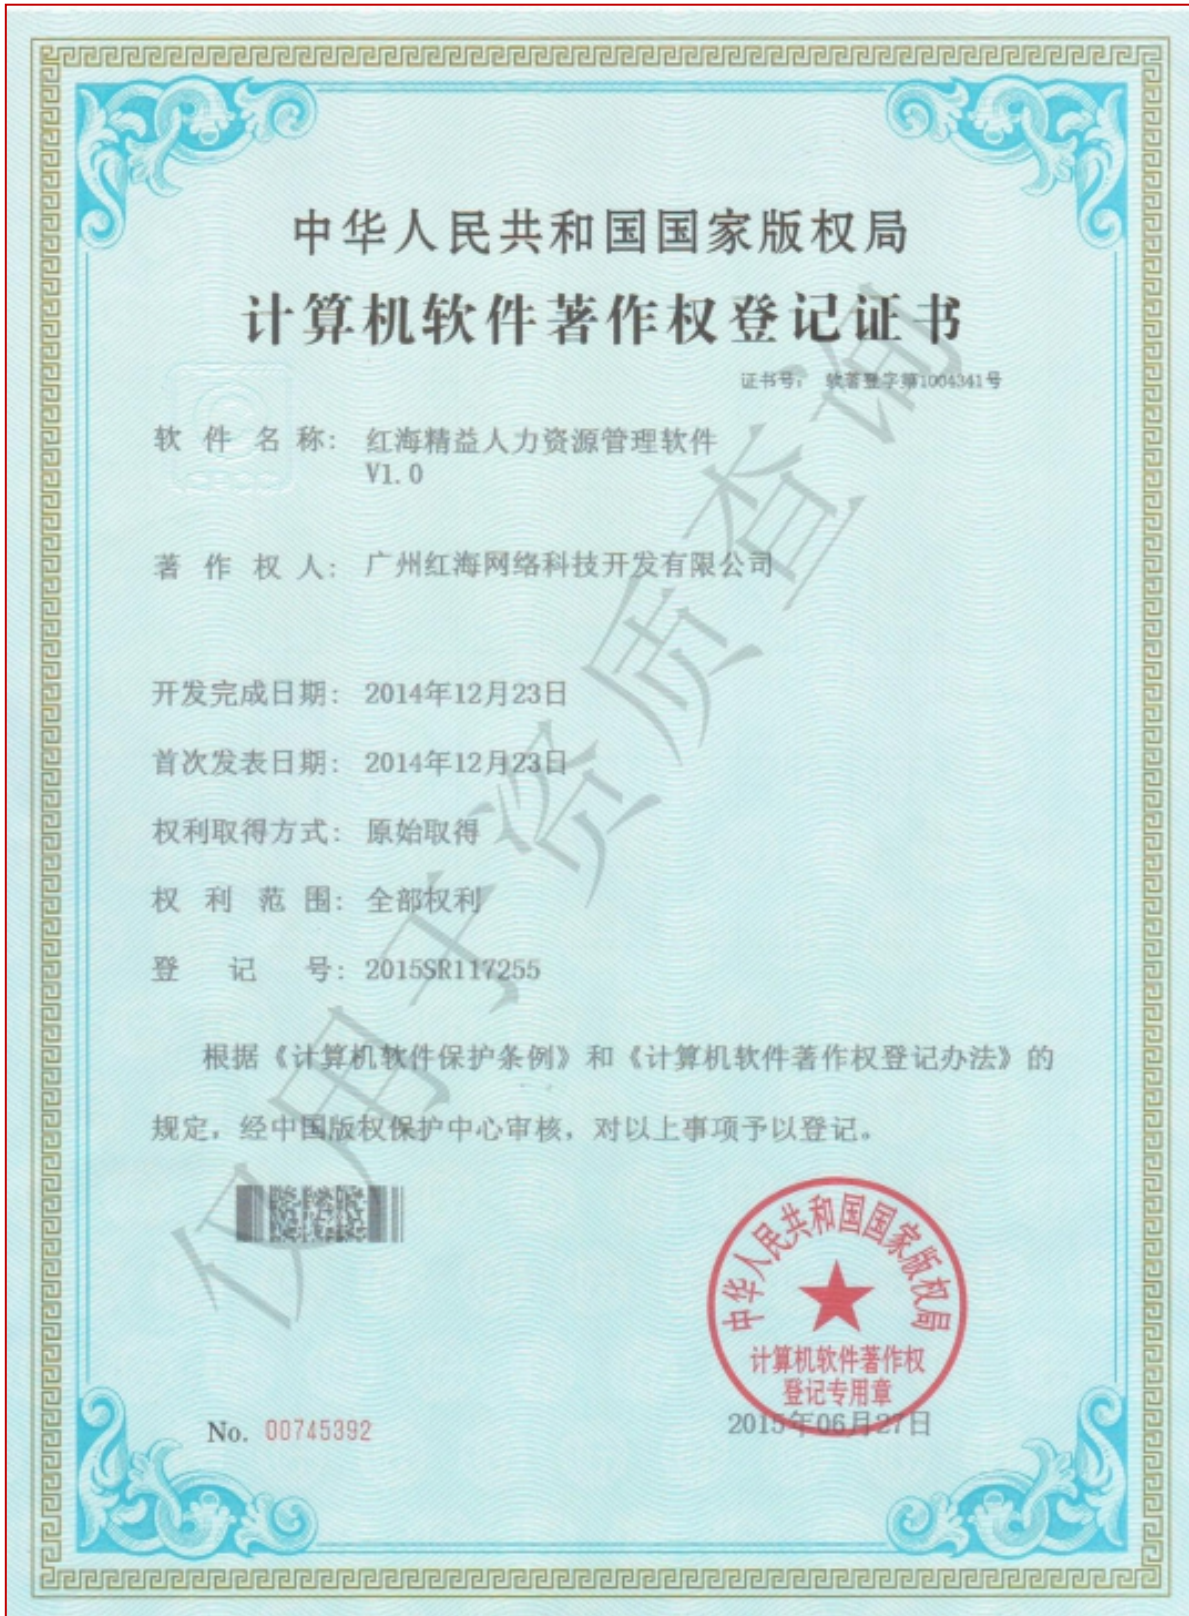 中华人民共和国国家版权局
计算机软件著作权登记证书
证书号： 软著登字第1004341号
软件名称： 红海精益人力资源管理软件
V1.0
著作权人： 广州红海网络科技开发有限公司
开发完成日期： 2014年12月23日
首次发表日期： 2014年12月23日
权利取得方式： 原始取得
权利范围： 全部权利
登记号： 2015SR117255
根据《计算机软件保护条例》和《计算机软件著作权登记办法》的
规定，经中国版权保护中心审核，对以上事项予以登记。
中华人民共和国国家版权局
计算机软件著作权
登记专用章
No. 00745392
2015年06月27日
仅用于资质查询